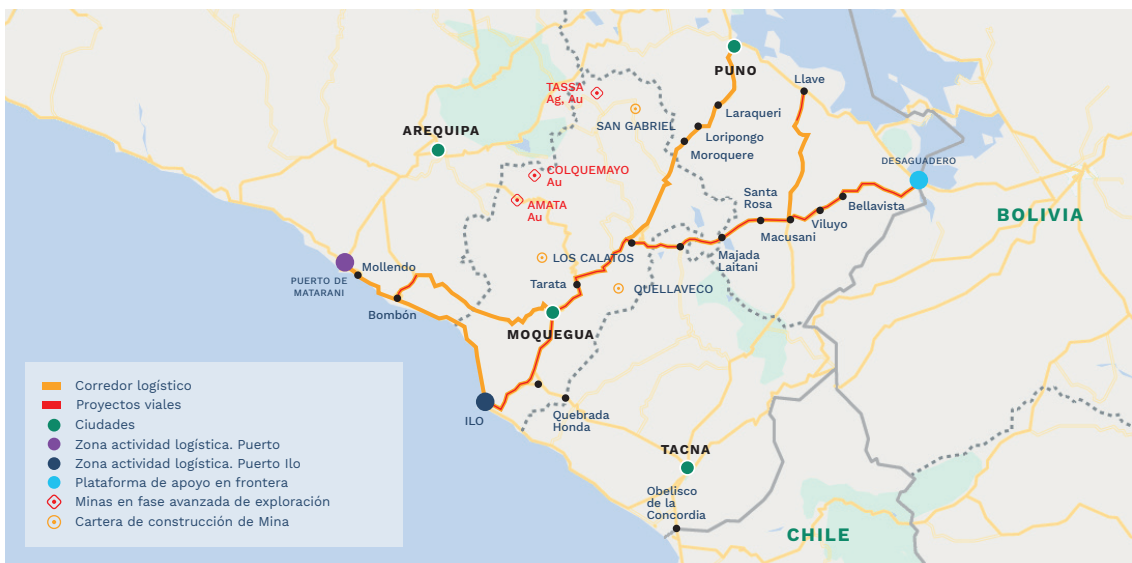 PUNO
Llave
TASSA
Ag, Au
Laraqueri
SAN GABRIEL
AREQUIPA
Loripongo
Moroquere
DESAGUADERO
COLQUEMAYO
Au
AMATA
Au
Santa
Rosa
Bellavista
BOLIVIA
Viluyo
Macusani
Majada
Laitani
LOS CALATOS
Mollendo
PUERTO DE
MATARANI
Tarata
QUELLAVECO
Bombón
MOQUEGUA
ILO
Quebrada
Honda
TACNA
Obelisco
de la
Concordia
CHILE
Corredor logístico
Proyectos viales
Ciudades
Zona actividad logística. Puerto
Zona actividad logística. Puerto Ilo
Plataforma de apoyo en frontera
Minas en fase avanzada de exploración
Cartera de construcción de Mina